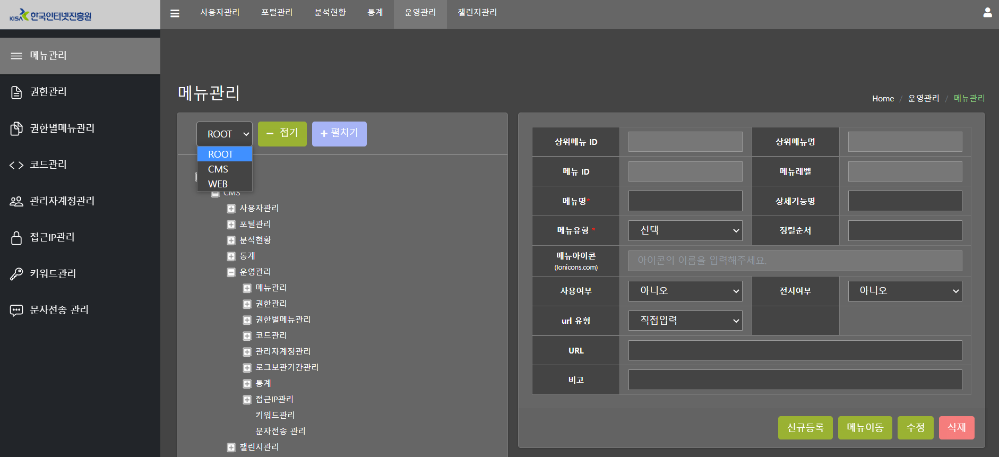 KISA 한국인터넷진흥원
사용자관리 포털관리 분석현황 통계 운영관리 챌린지관리
메뉴관리
권한관리
권한별메뉴관리
코드관리
관리자계정관리
접근IP관리
키워드관리
문자전송 관리
메뉴관리
Home / 운영관리 / 메뉴관리
ROOT 접기 펼치기
ROOT
CMS
WEB
CMS
사용자관리
포털관리
분석현황
통계
운영관리
메뉴관리
권한관리
권한별메뉴관리
코드관리
관리자계정관리
로그보관기간관리
통계
접근IP관리
키워드관리
문자전송 관리
챌린지관리
상위메뉴 ID 상위메뉴명
메뉴 ID 메뉴레벨
메뉴명* 상세기능명
메뉴유형 * 선택 정렬순서
메뉴아이콘
(Ionicons.com)
아이콘의 이름을 입력해주세요.
사용여부 아니오 전시여부 아니오
url 유형 직접입력
URL
비고
신규등록 메뉴이동 수정 삭제